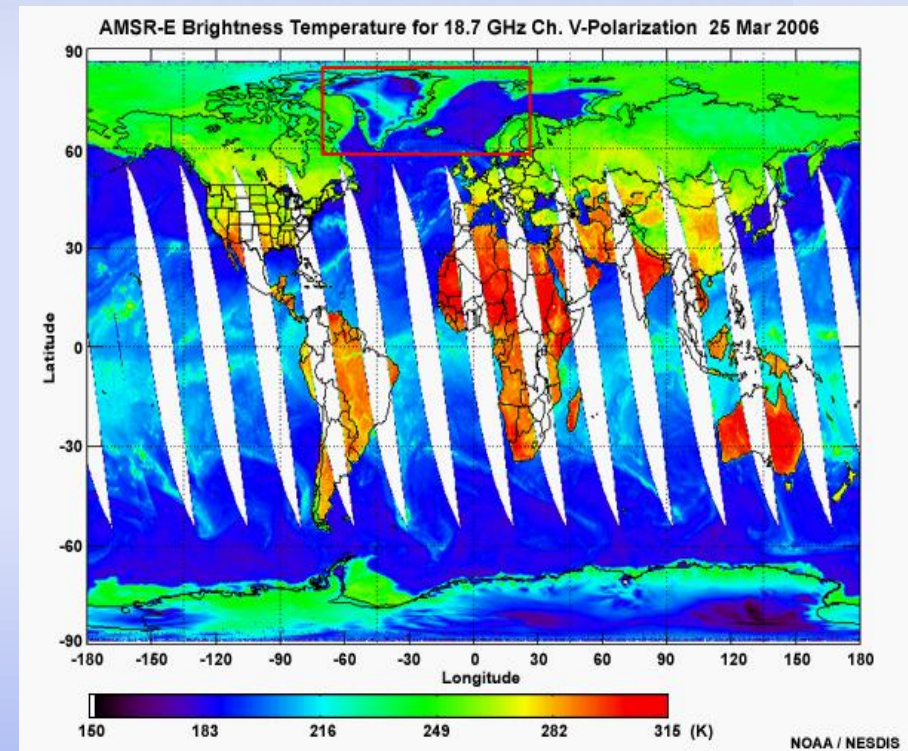 AMSR-E Brightness Temperature for 18.7 GHz Ch. V-Polarization 25 Mar 2006
90
60
30
0
-30
-60
-90
Latitude
-180 -150 -120 -90 -60 -30 0 30 60 90 120 150 180
Longitude
150 183 216 249 282 315 (K)
NOAA / NESDIS